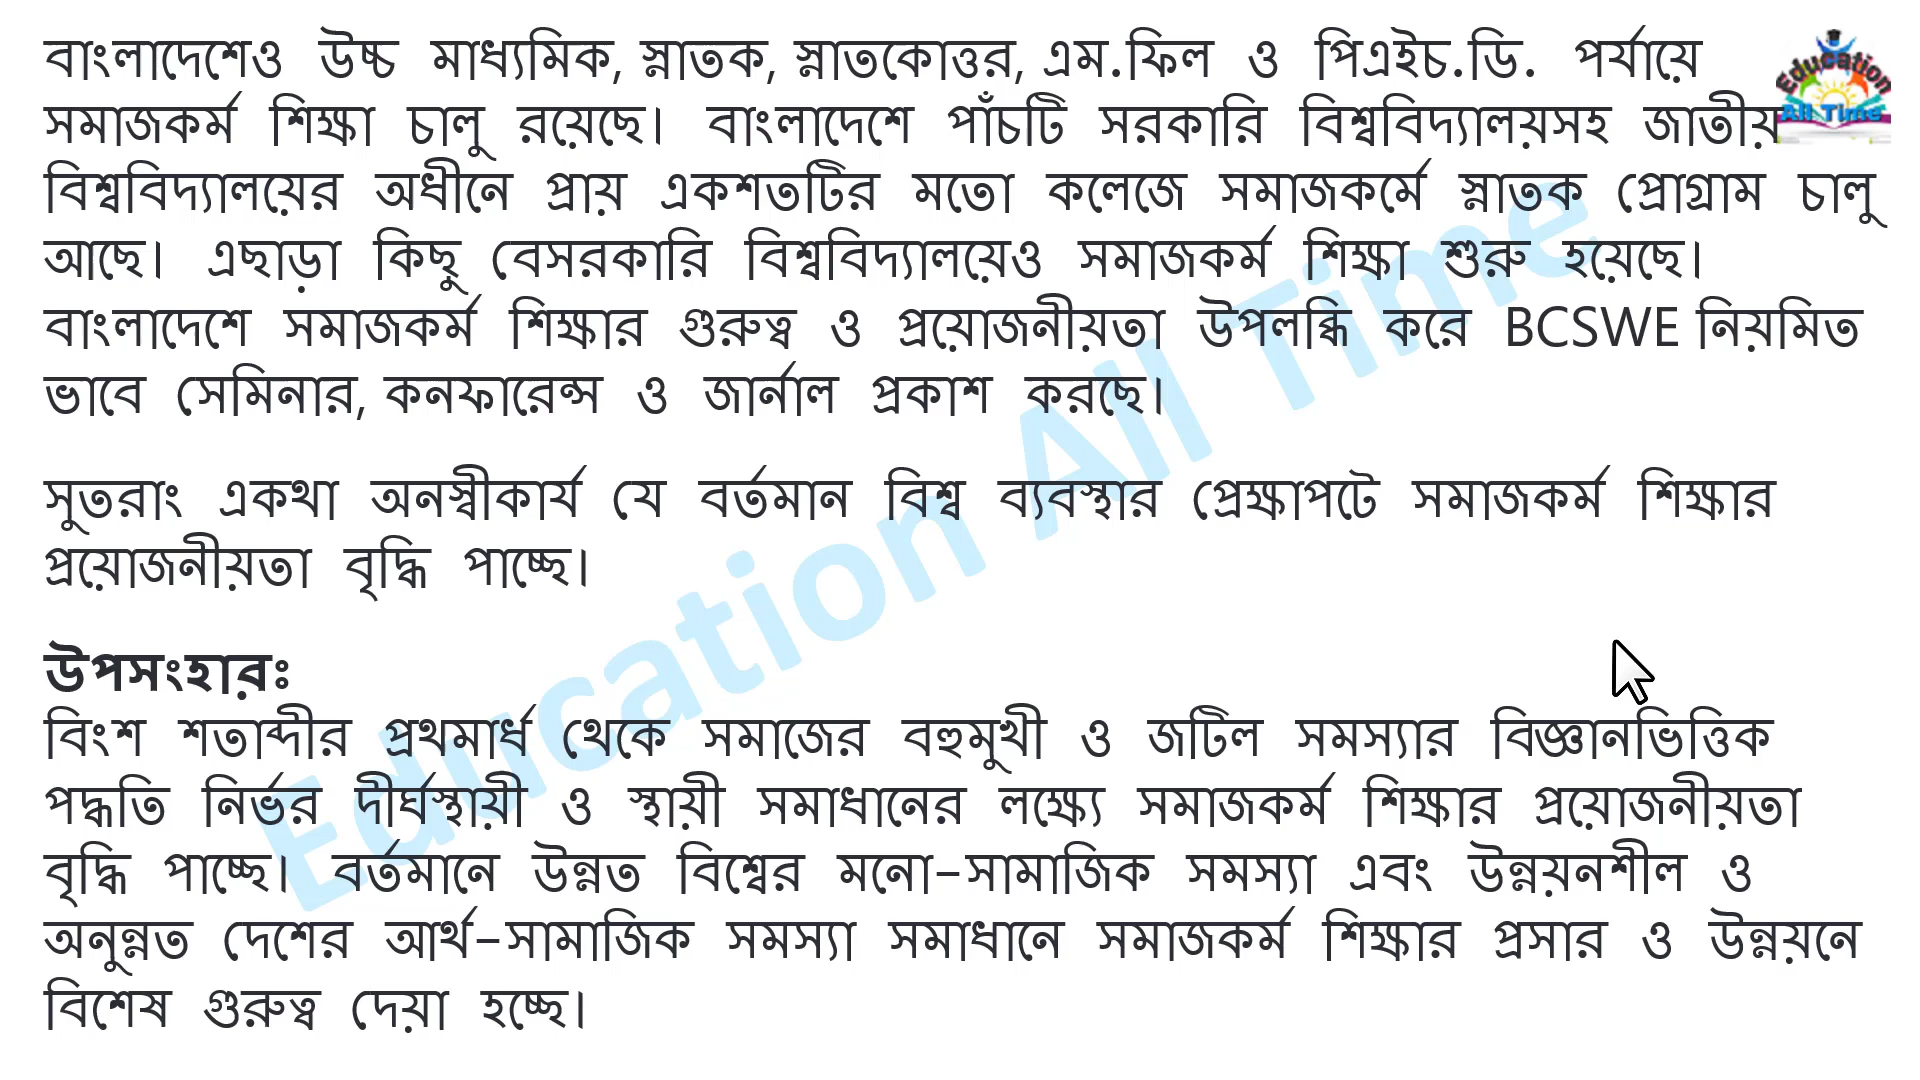 বাংলাদেশেও উচ্চ মাধ্যমিক, স্নাতক, স্নাতকোত্তর, এম.ফিল ও পিএইচ.ডি. পর্যায়ে
সমাজকর্ম শিক্ষা চালু রয়েছে। বাংলাদেশে পাঁচটি সরকারি বিশ্ববিদ্যালয়সহ জাতীয়
বিশ্ববিদ্যালয়ের অধীনে প্রায় একশতটির মতো কলেজে সমাজকর্মে স্নাতক প্রোগ্রাম চালু
আছে। এছাড়া কিছু বেসরকারি বিশ্ববিদ্যালয়েও সমাজকর্ম শিক্ষা শুরু হয়েছে।
বাংলাদেশে সমাজকর্ম শিক্ষার গুরুত্ব ও প্রয়োজনীয়তা উপলব্ধি করে BCSWE নিয়মিত
ভাবে সেমিনার, কনফারেন্স ও জার্নাল প্রকাশ করছে।
সুতরাং একথা অনস্বীকার্য যে বর্তমান বিশ্ব ব্যবস্থার প্রেক্ষাপটে সমাজকর্ম শিক্ষার
প্রয়োজনীয়তা বৃদ্ধি পাচ্ছে।
উপসংহারঃ
বিংশ শতাব্দীর প্রথমার্ধ থেকে সমাজের বহুমুখী ও জটিল সমস্যার বিজ্ঞানভিত্তিক
পদ্ধতি নির্ভর দীর্ঘস্থায়ী ও স্থায়ী সমাধানের লক্ষ্যে সমাজকর্ম শিক্ষার প্রয়োজনীয়তা
বৃদ্ধি পাচ্ছে। বর্তমানে উন্নত বিশ্বের মনো-সামাজিক সমস্যা এবং উন্নয়নশীল ও
অনুন্নত দেশের আর্থ-সামাজিক সমস্যা সমাধানে সমাজকর্ম শিক্ষার প্রসার ও উন্নয়নে
বিশেষ গুরুত্ব দেয়া হচ্ছে।
Education All Time
Education
All Time